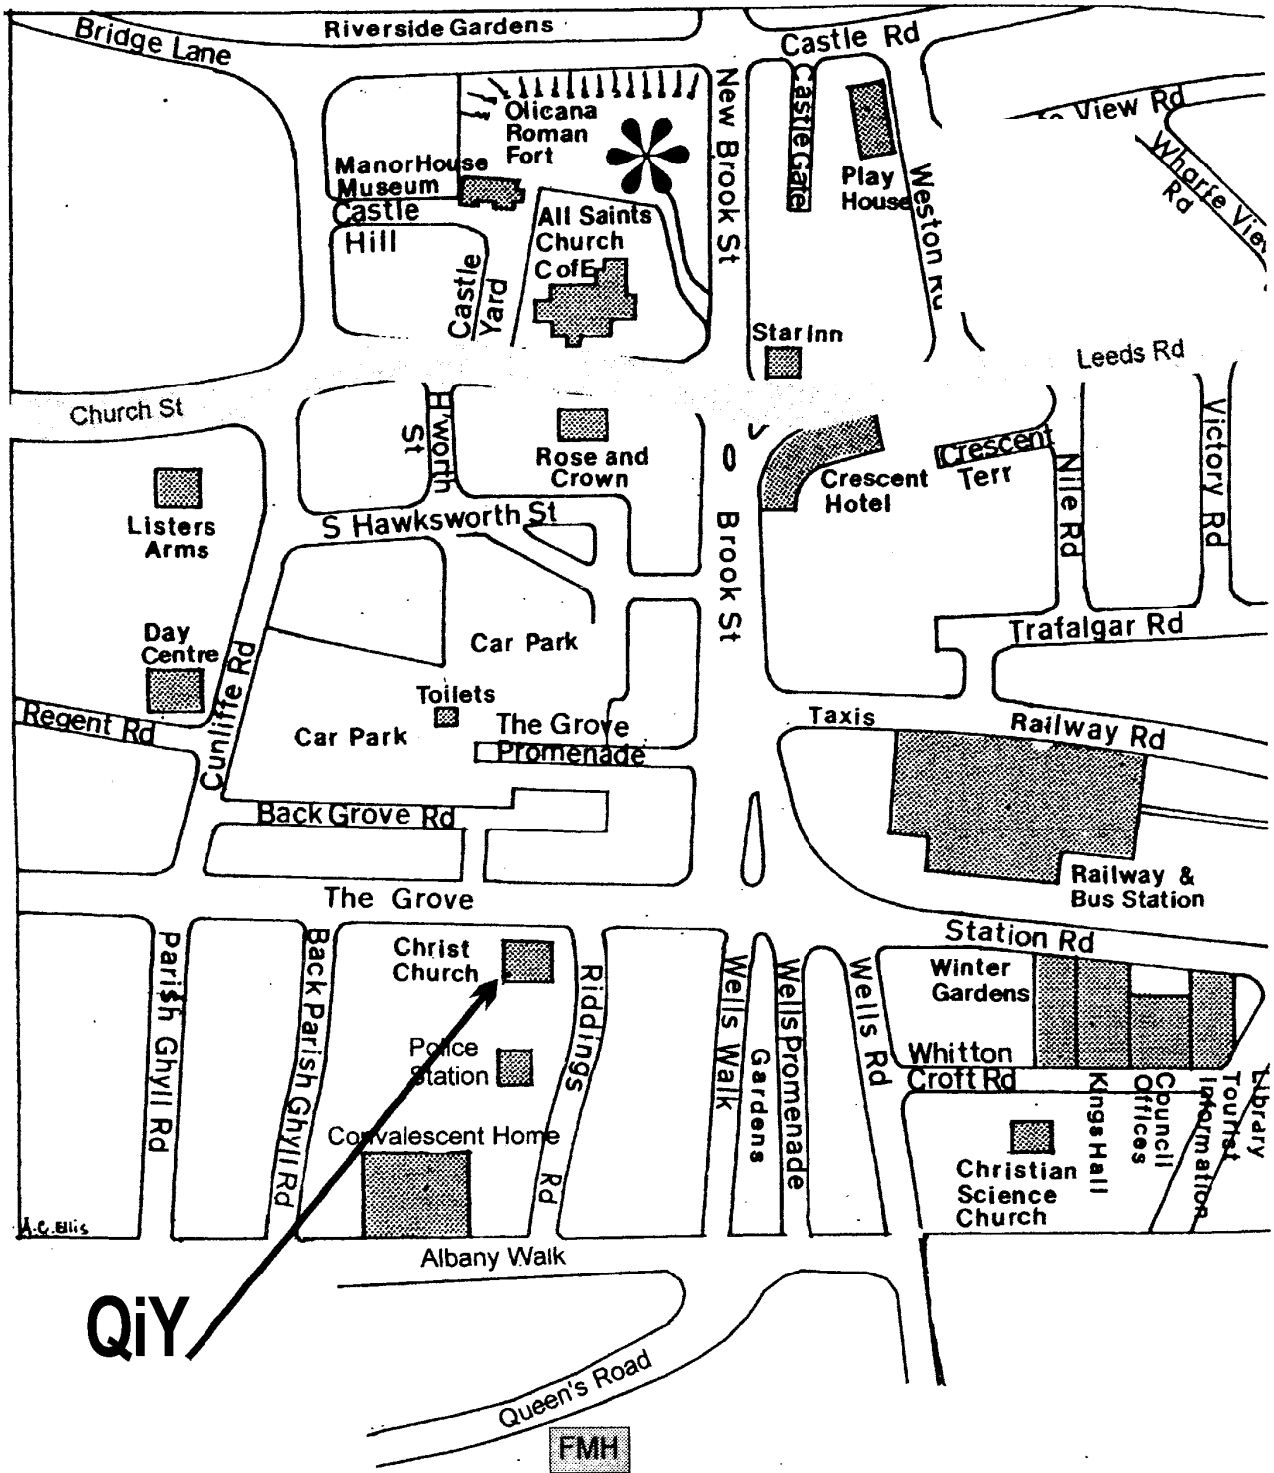 Riverside Gardens
Bridge Lane
Castle Rd
New Brook St
Castle Gate
Olicana
Roman
Fort
Play
House
Weston Rd
View Rd
Wharfe View
Rd
Manor House
Museum
Castle
Hill
All Saints
Church
C of E
Castle
Yard
Star Inn
Leeds Rd
Church St
H'worth
St
Rose and
Crown
Crescent
Hotel
Crescent
Terr
Nile Rd
Victory Rd
Listers
Arms
S Hawksworth St
Brook St
Day
Centre
Cunliffe Rd
Car Park
Trafalgar Rd
Toilets
Regent Rd
Car Park
The Grove
Promenade
Taxis
Railway Rd
Back Grove Rd
Railway &
Bus Station
The Grove
Station Rd
Parish Ghyll Rd
Back Parish Ghyll Rd
Christ
Church
Riddings
Rd
Wells Walk
Gardens
Wells Promenade
Wells Rd
Winter
Gardens
Police
Station
Whitton
Croft Rd
Kings Hall
Council
Offices
Tourist
Information
Library
Convalescent Home
Christian
Science
Church
A.C. Ellis
Albany Walk
QiY
Queen's Road
FMH